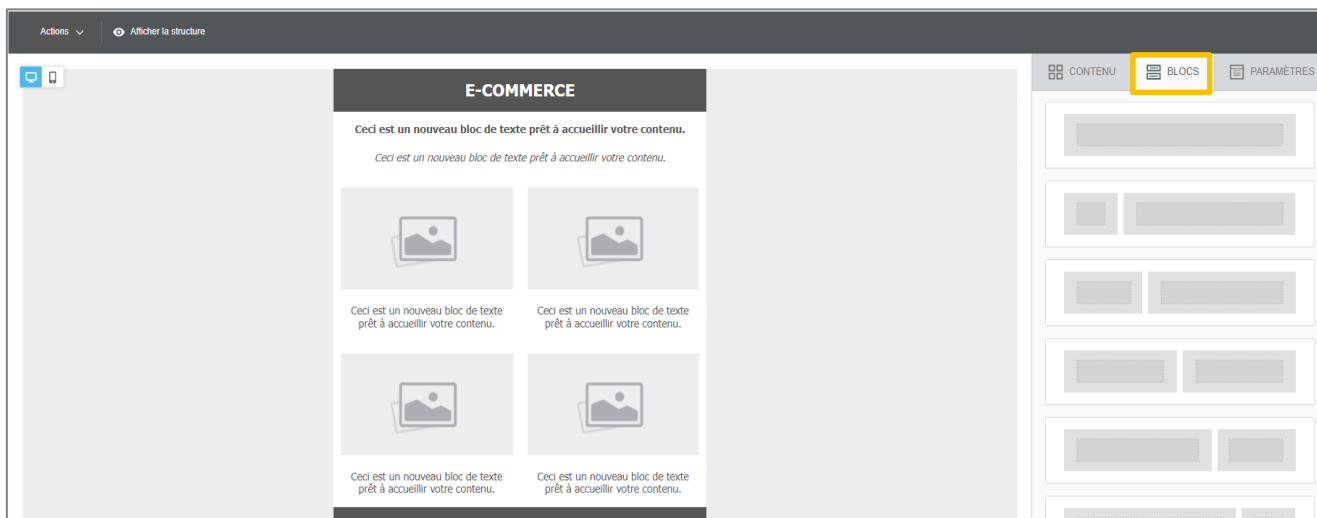 Actions
Afficher la structure
CONTENU
BLOCS
PARAMÈTRES
E-COMMERCE
Ceci est un nouveau bloc de texte prêt à accueillir votre contenu.
Ceci est un nouveau bloc de texte prêt à accueillir votre contenu.
Ceci est un nouveau bloc de texte
prêt à accueillir votre contenu.
Ceci est un nouveau bloc de texte
prêt à accueillir votre contenu.
Ceci est un nouveau bloc de texte
prêt à accueillir votre contenu.
Ceci est un nouveau bloc de texte
prêt à accueillir votre contenu.